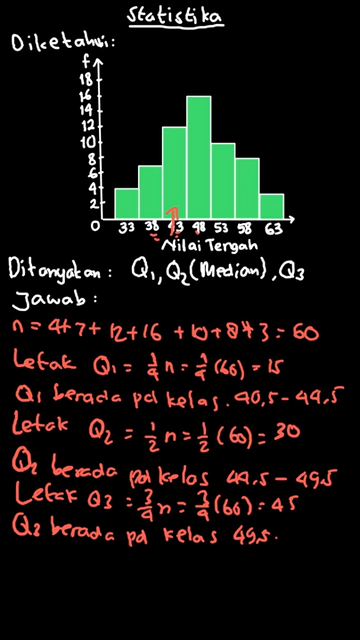 Statistika
Diketahui:
f
18
16
14
12
10
8
6
4
2
0
33 38 43 48 53 58 63
Nilai Tengah
Ditanyakan: Q₁, Q₂ (Median), Q₃
Jawab:
n = 4+7+12+16+10+8+3 = 60
Letak Q₁ = 1/4 n = 1/4 (60) = 15
Q₁ berada pd kelas. 40,5 - 44,5
Letak Q₂ = 1/2 n = 1/2 (60) = 30
Q₂ berada pd kelas 44,5 - 49,5
Letak Q₃ = 3/4 n = 3/4 (60) = 45
Q₃ berada pd kelas 49,5.